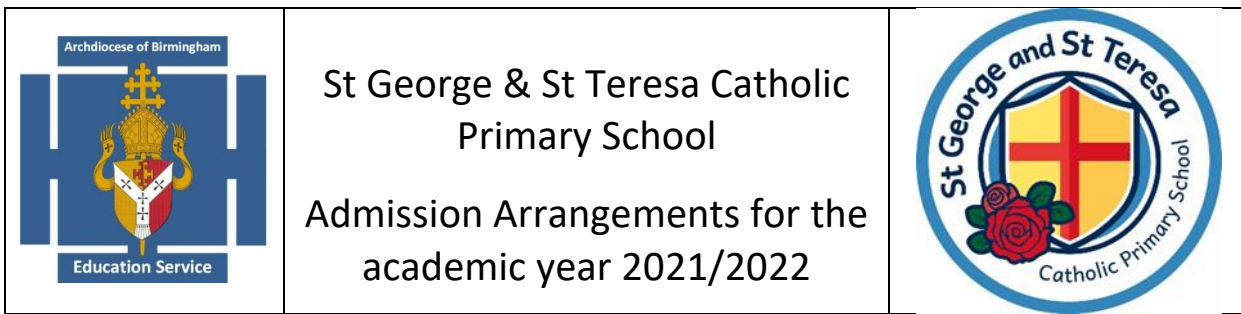 Archdiocese of Birmingham
Education Service
St George & St Teresa Catholic
Primary School
Admission Arrangements for the
academic year 2021/2022
St George and St Teresa
Catholic Primary School